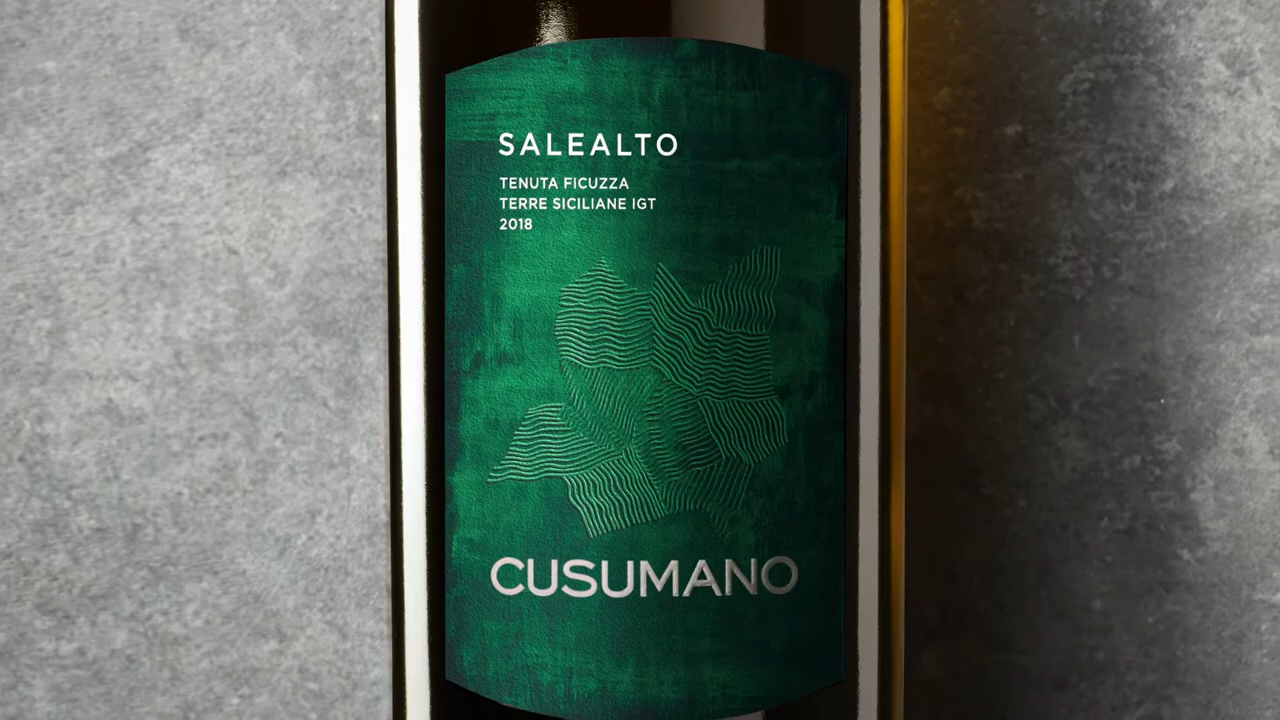 SALEALTO
TENUTA FICUZZA
TERRE SICILIANE IGT
2018
CUSUMANO